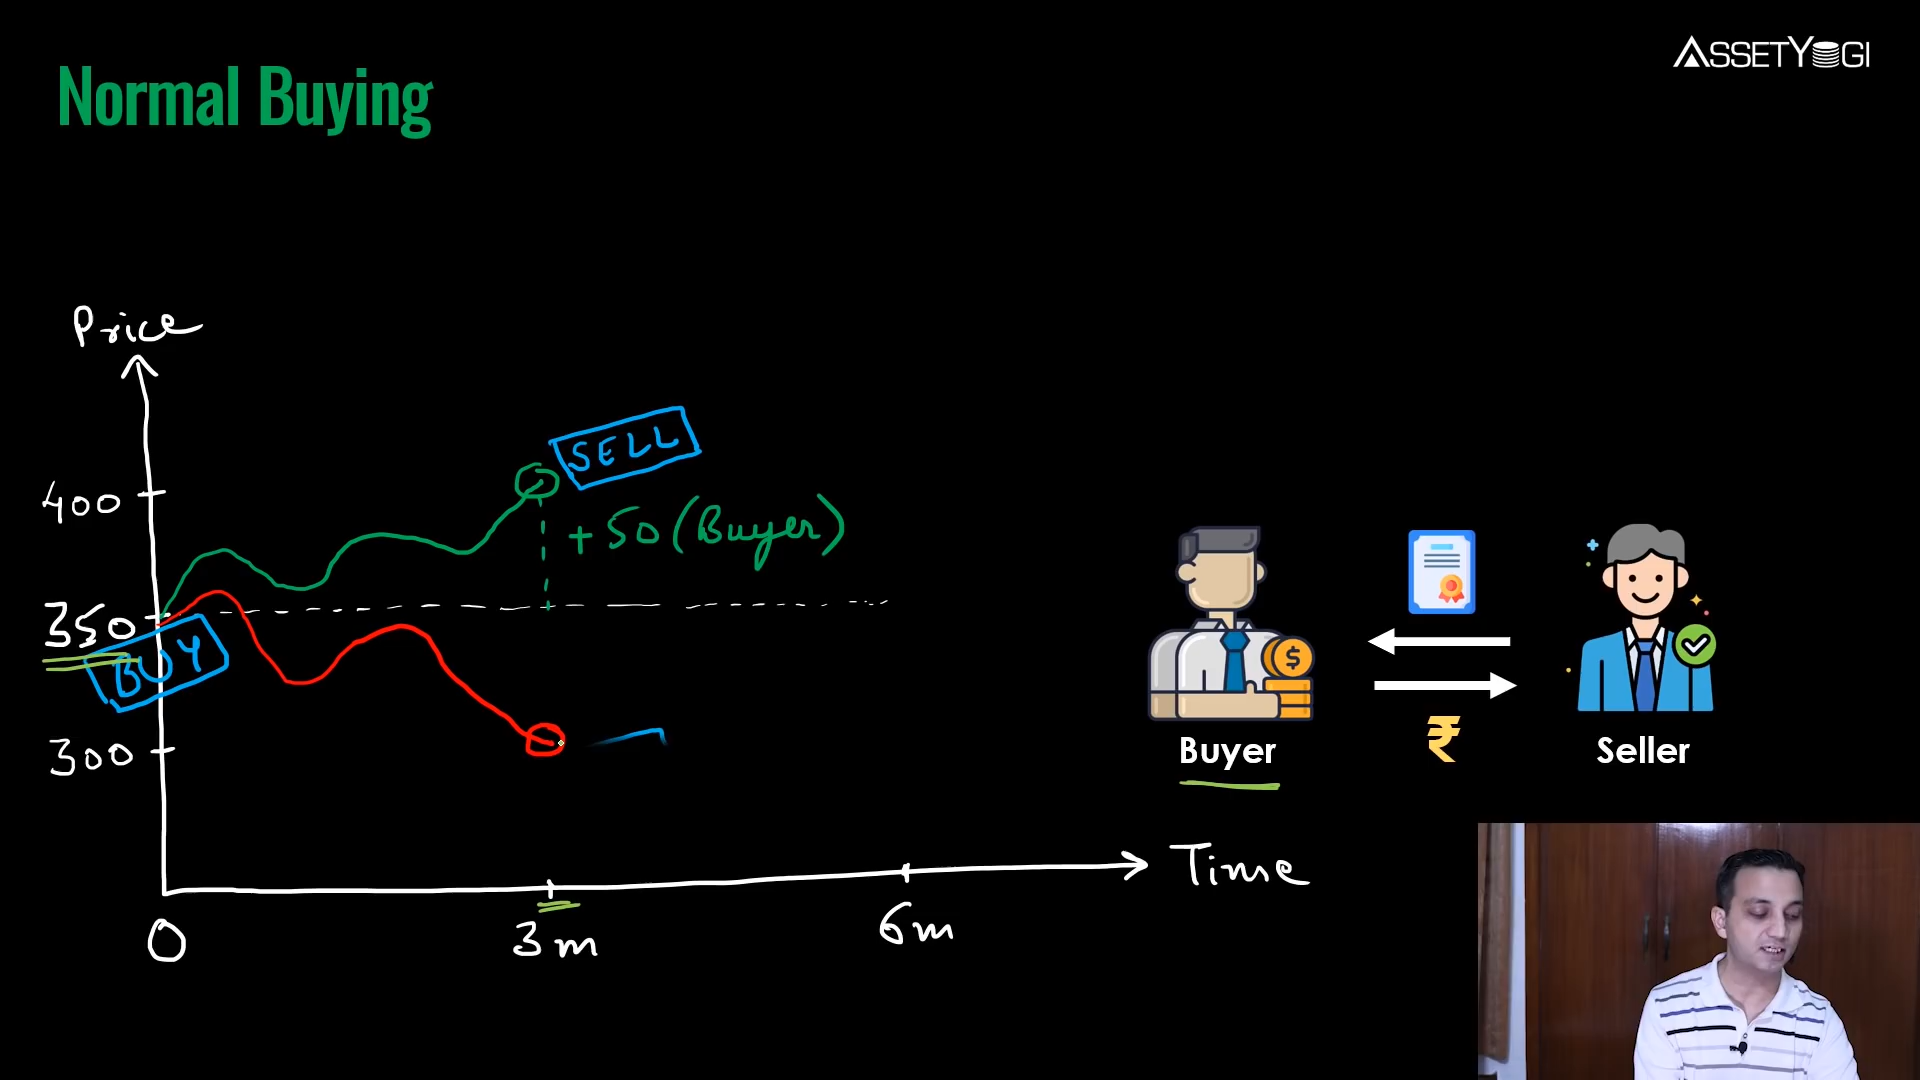 ASSETYOGI
Normal Buying
Price
SELL
400
+50 (Buyer)
350
BUY
300
₹
Buyer
Seller
Time
0
3m
6m
$